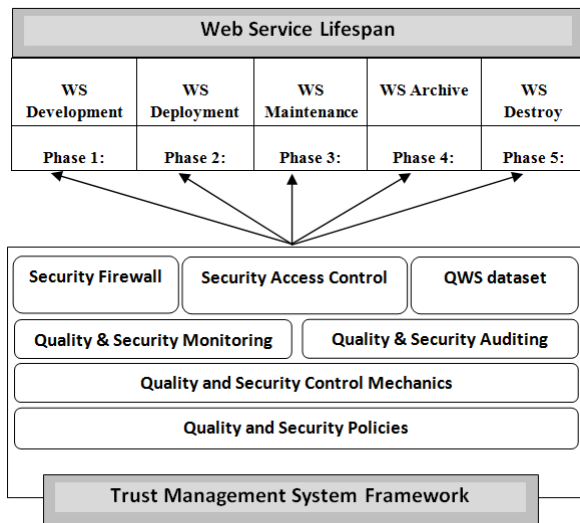 Web Service Lifespan
WS Development
WS Deployment
WS Maintenance
WS Archive
WS Destroy
Phase 1:
Phase 2:
Phase 3:
Phase 4:
Phase 5:
Security Firewall
Security Access Control
QWS dataset
Quality & Security Monitoring
Quality & Security Auditing
Quality and Security Control Mechanics
Quality and Security Policies
Trust Management System Framework